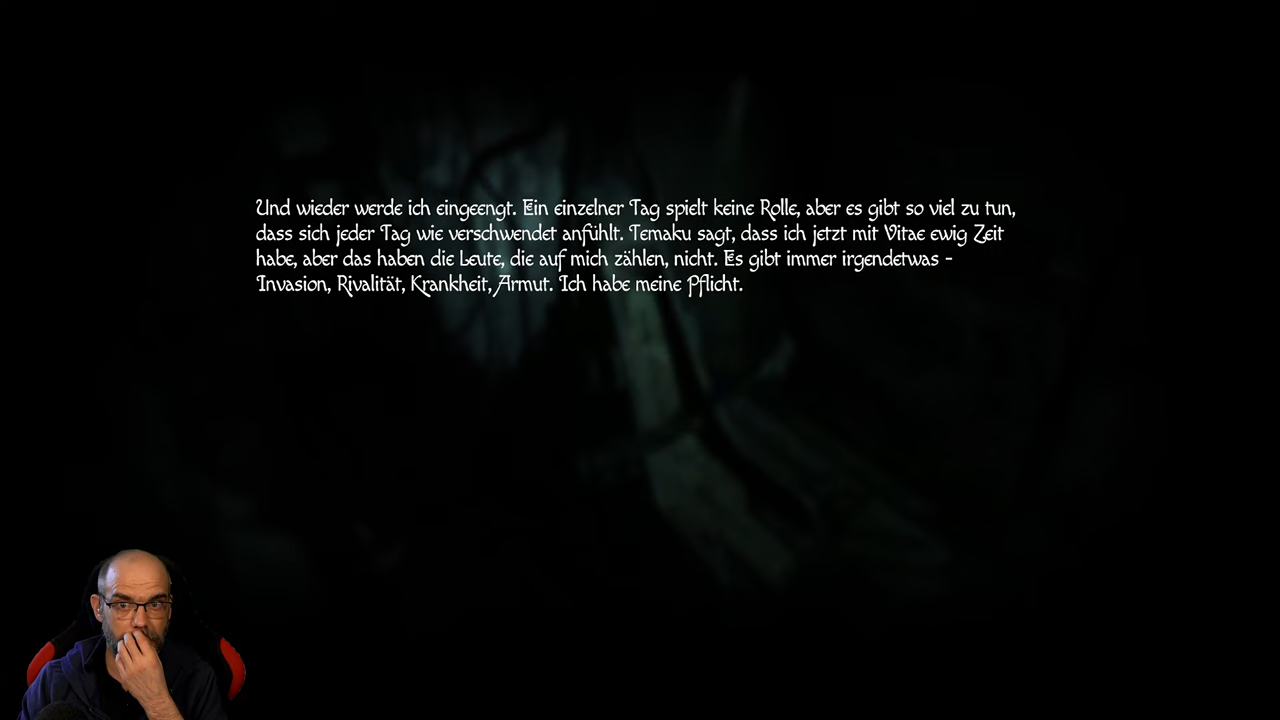 Und wieder werde ich eingeengt. Ein einzelner Tag spielt keine Rolle, aber es gibt so viel zu tun,
dass sich jeder Tag wie verschwendet anfühlt. Temaku sagt, dass ich jetzt mit Vitae ewig Zeit
habe, aber das haben die Leute, die auf mich zählen, nicht. Es gibt immer irgendetwas -
Invasion, Rivalität, Krankheit, Armut. Ich habe meine Pflicht.